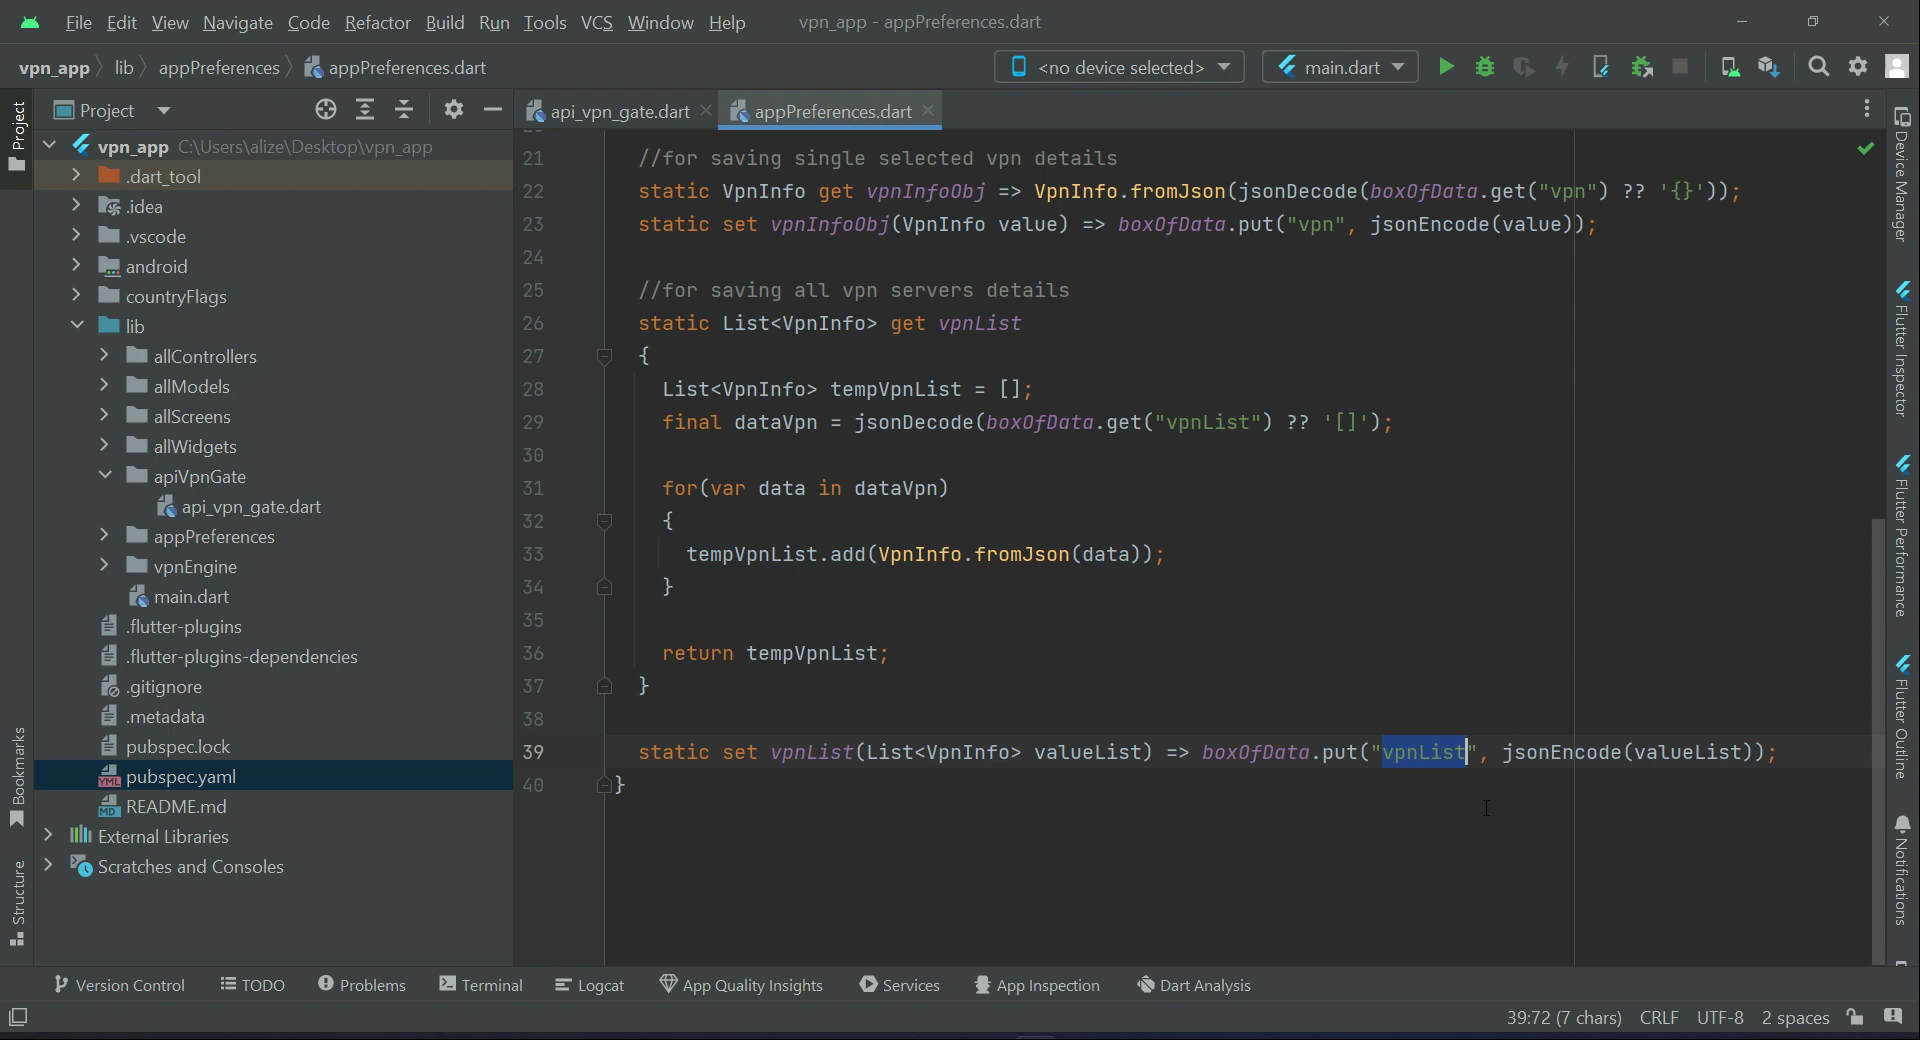 File Edit View Navigate Code Refactor Build Run Tools VCS Window Help vpn_app - appPreferences.dart
vpn_app lib appPreferences appPreferences.dart <no device selected> main.dart
Project
api_vpn_gate.dart appPreferences.dart
vpn_app C:\Users\alize\Desktop\vpn_app
.dart_tool
.idea
.vscode
android
countryFlags
lib
allControllers
allModels
allScreens
allWidgets
apiVpnGate
api_vpn_gate.dart
appPreferences
vpnEngine
main.dart
.flutter-plugins
.flutter-plugins-dependencies
.gitignore
.metadata
pubspec.lock
pubspec.yaml
README.md
External Libraries
Scratches and Consoles
21 //for saving single selected vpn details
22 static VpnInfo get vpnInfoObj => VpnInfo.fromJson(jsonDecode(boxOfData.get("vpn") ?? '{}'));
23 static set vpnInfoObj(VpnInfo value) => boxOfData.put("vpn", jsonEncode(value));
24
25 //for saving all vpn servers details
26 static List<VpnInfo> get vpnList
27 {
28 List<VpnInfo> tempVpnList = [];
29 final dataVpn = jsonDecode(boxOfData.get("vpnList") ?? '[]');
30
31 for(var data in dataVpn)
32 {
33 tempVpnList.add(VpnInfo.fromJson(data));
34 }
35
36 return tempVpnList;
37 }
38
39 static set vpnList(List<VpnInfo> valueList) => boxOfData.put("vpnList", jsonEncode(valueList));
40 }
Project
Bookmarks
Structure
Device Manager
Flutter Inspector
Flutter Performance
Flutter Outline
Notifications
Version Control TODO Problems Terminal Logcat App Quality Insights Services App Inspection Dart Analysis
39:72 (7 chars) CRLF UTF-8 2 spaces